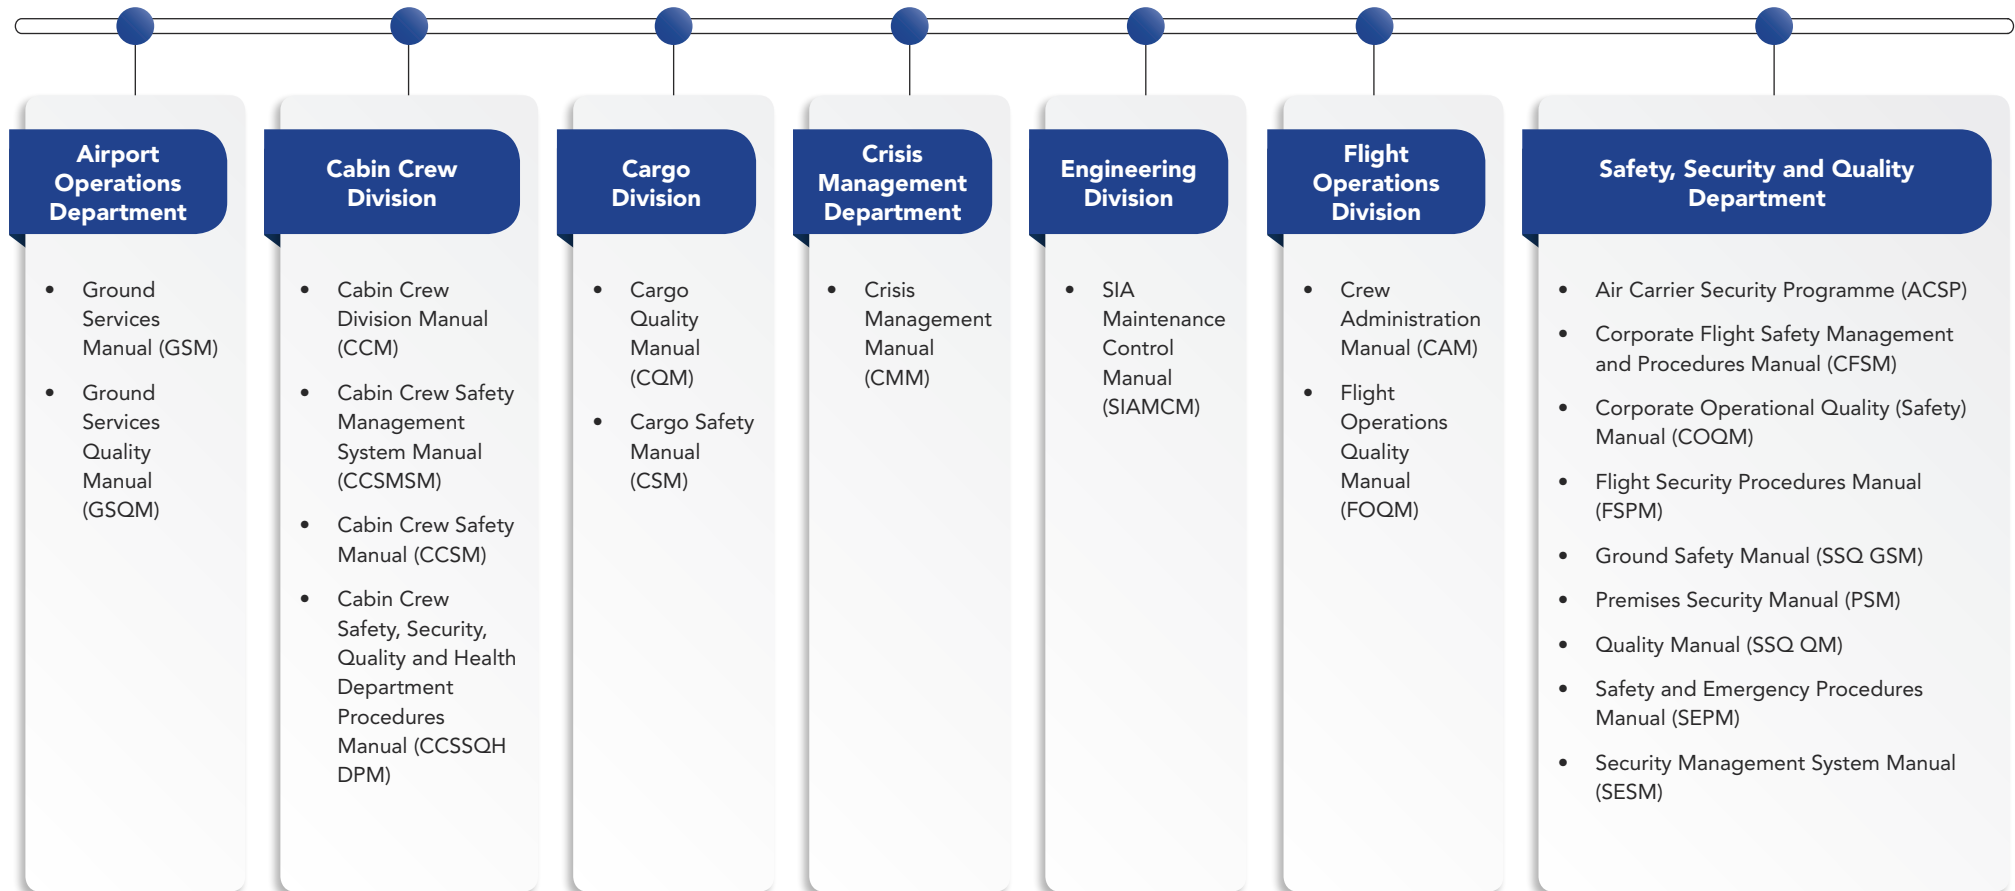 Airport
Operations
Department
• Ground
Services
Manual (GSM)
• Ground
Services
Quality
Manual
(GSQM)
Cabin Crew
Division
• Cabin Crew
Division Manual
(CCM)
• Cabin Crew Safety
Management
System Manual
(CCSMSM)
• Cabin Crew Safety
Manual (CCSM)
• Cabin Crew
Safety, Security,
Quality and Health
Department
Procedures
Manual (CCSSQH
DPM)
Cargo
Division
• Cargo
Quality
Manual
(CQM)
• Cargo Safety
Manual
(CSM)
Crisis
Management
Department
• Crisis
Management
Manual
(CMM)
Engineering
Division
• SIA
Maintenance
Control
Manual
(SIAMCM)
Flight
Operations
Division
• Crew
Administration
Manual (CAM)
• Flight
Operations
Quality
Manual
(FOQM)
Safety, Security and Quality
Department
• Air Carrier Security Programme (ACSP)
• Corporate Flight Safety Management
and Procedures Manual (CFSM)
• Corporate Operational Quality (Safety)
Manual (COQM)
• Flight Security Procedures Manual
(FSPM)
• Ground Safety Manual (SSQ GSM)
• Premises Security Manual (PSM)
• Quality Manual (SSQ QM)
• Safety and Emergency Procedures
Manual (SEPM)
• Security Management System Manual
(SESM)